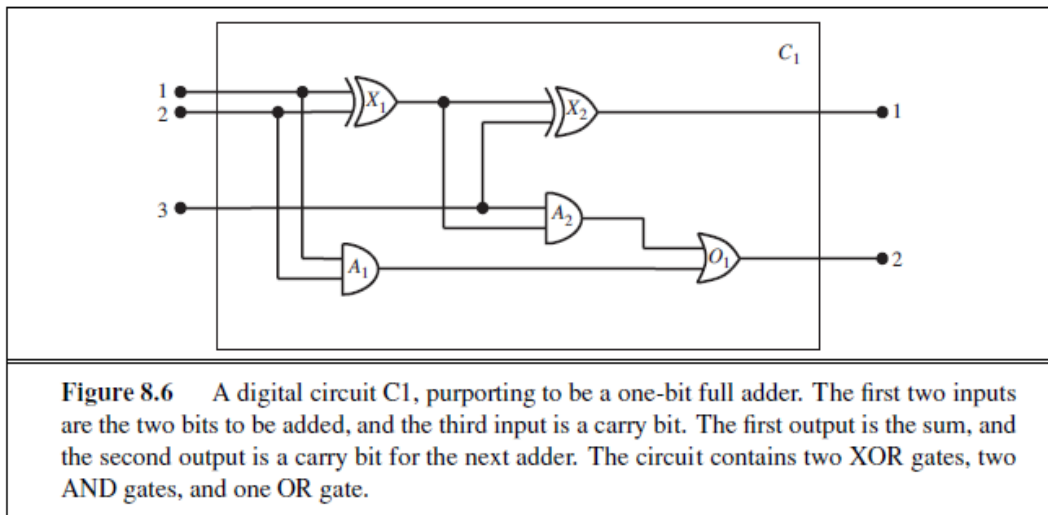 C1
1
X1
X2
1
2
3
A2
A1
O1
2
Figure 8.6 A digital circuit C1, purporting to be a one-bit full adder. The first two inputs
are the two bits to be added, and the third input is a carry bit. The first output is the sum, and
the second output is a carry bit for the next adder. The circuit contains two XOR gates, two
AND gates, and one OR gate.